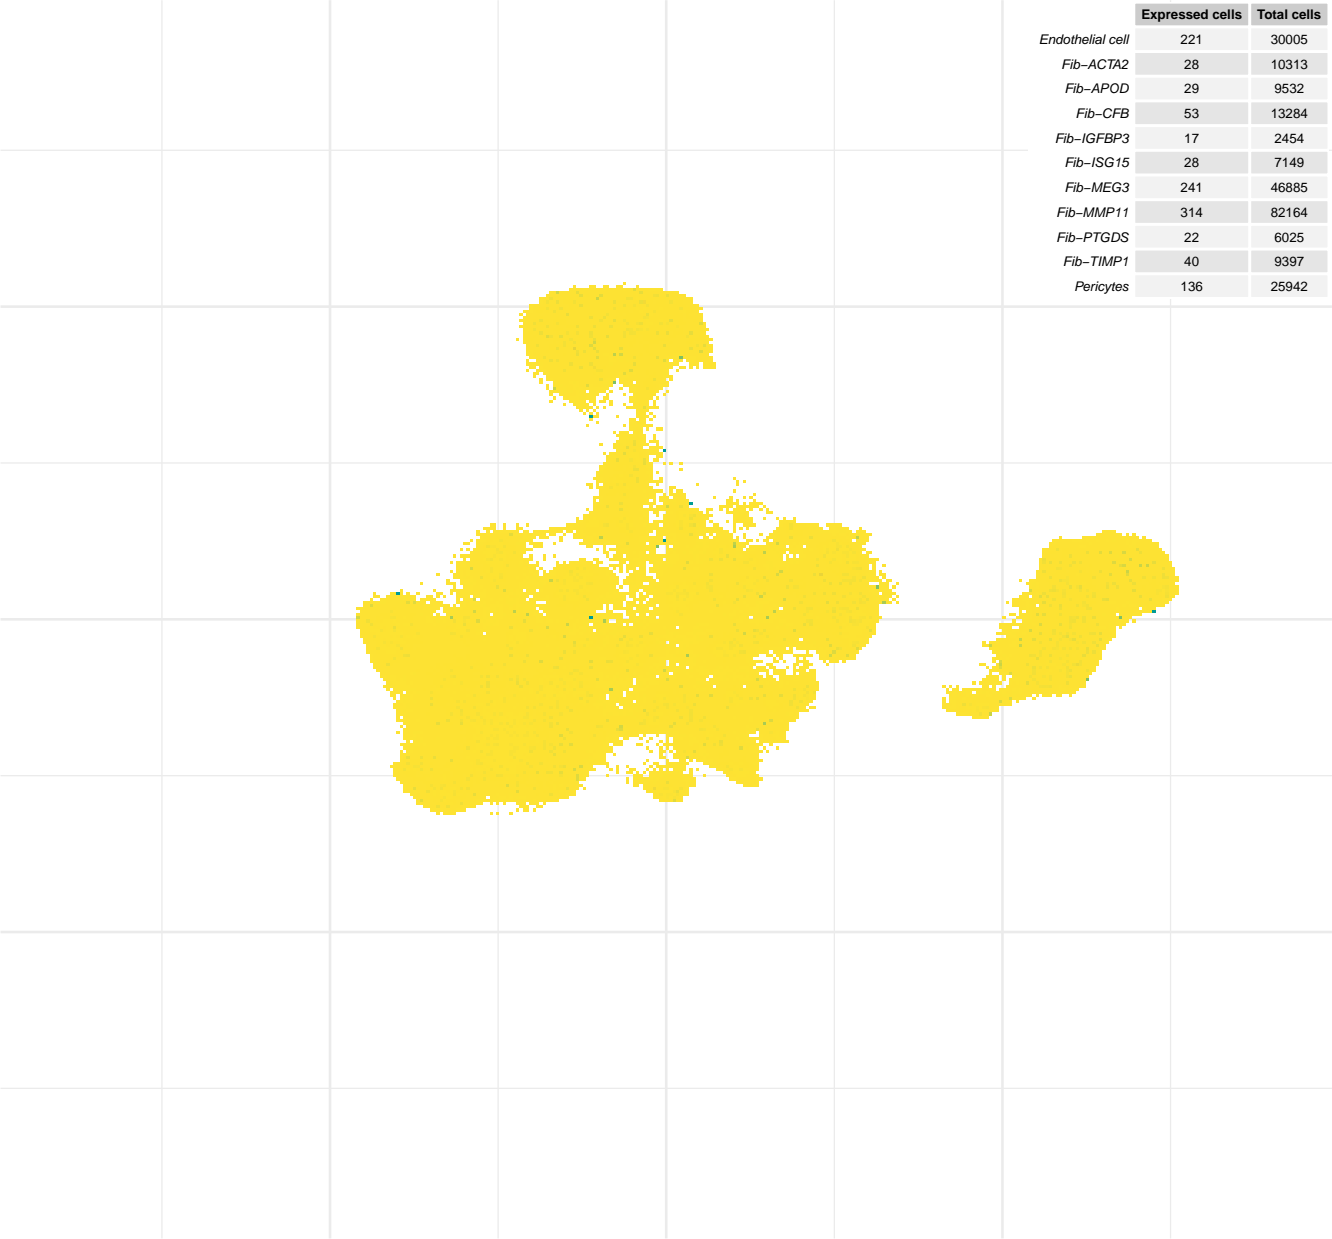 Expressed cells Total cells
Endothelial cell 221 30005
Fib−ACTA2 28 10313
Fib−APOD 29 9532
Fib−CFB 53 13284
Fib−IGFBP3 17 2454
Fib−ISG15 28 7149
Fib−MEG3 241 46885
Fib−MMP11 314 82164
Fib−PTGDS 22 6025
Fib−TIMP1 40 9397
Pericytes 136 25942